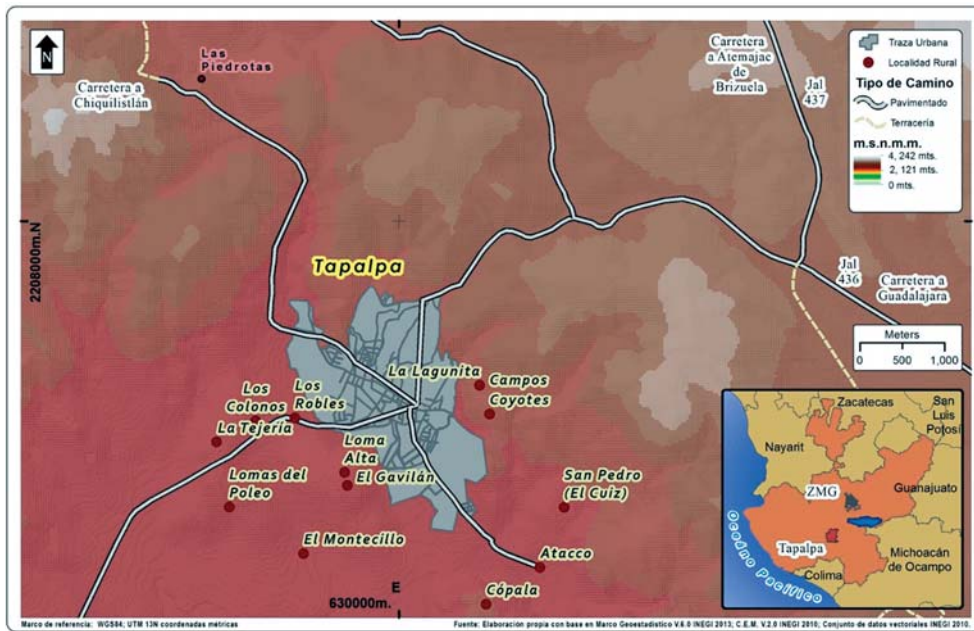 N
Las
Piedrotas
Carretera a
Chiquilistlán
Carretera
a Atemajac
de
Brizuela
Jal
437
Traza Urbana
Localidad Rural
Tipo de Camino
Pavimentado
Terracería
m.s.n.m.m.
4, 242 mts.
2, 121 mts.
0 mts.
2208000m.N
Tapalpa
Jal
436
Carretera a
Guadalajara
Meters
0 500 1,000
La Lagunita
Campos
Coyotes
Los
Colonos
Los
Robles
La Tejería
Loma
Alta
El Gavilán
Lomas del
Poleo
San Pedro
(El Cuiz)
El Montecillo
Atacco
Cópala
E
630000m.
Zacatecas
San
Luis
Potosí
Nayarit
ZMG
Guanajuato
Tapalpa
Michoacán
de Ocampo
Colima
Oceáno Pacífico
Marco de referencia: WGS84; UTM 13N coordenadas métricas
Fuente: Elaboración propia con base en Marco Geoestadístico V.6.0 INEGI 2013; C.E.M. V.2.0 INEGI 2010; Conjunto de datos vectoriales INEGI 2010.